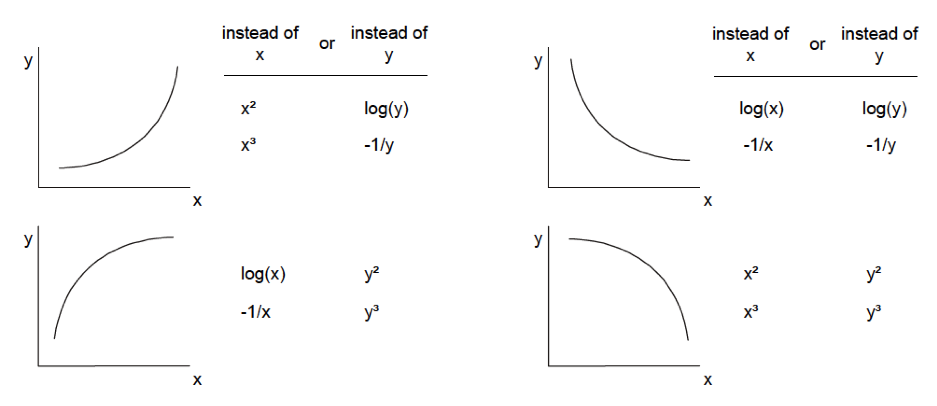 instead of or instead of
x y
y
x² log(y)
x³ -1/y
x
instead of or instead of
x y
y
log(x) log(y)
-1/x -1/y
x
y
log(x) y²
-1/x y³
x
y
x² y²
x³ y³
x